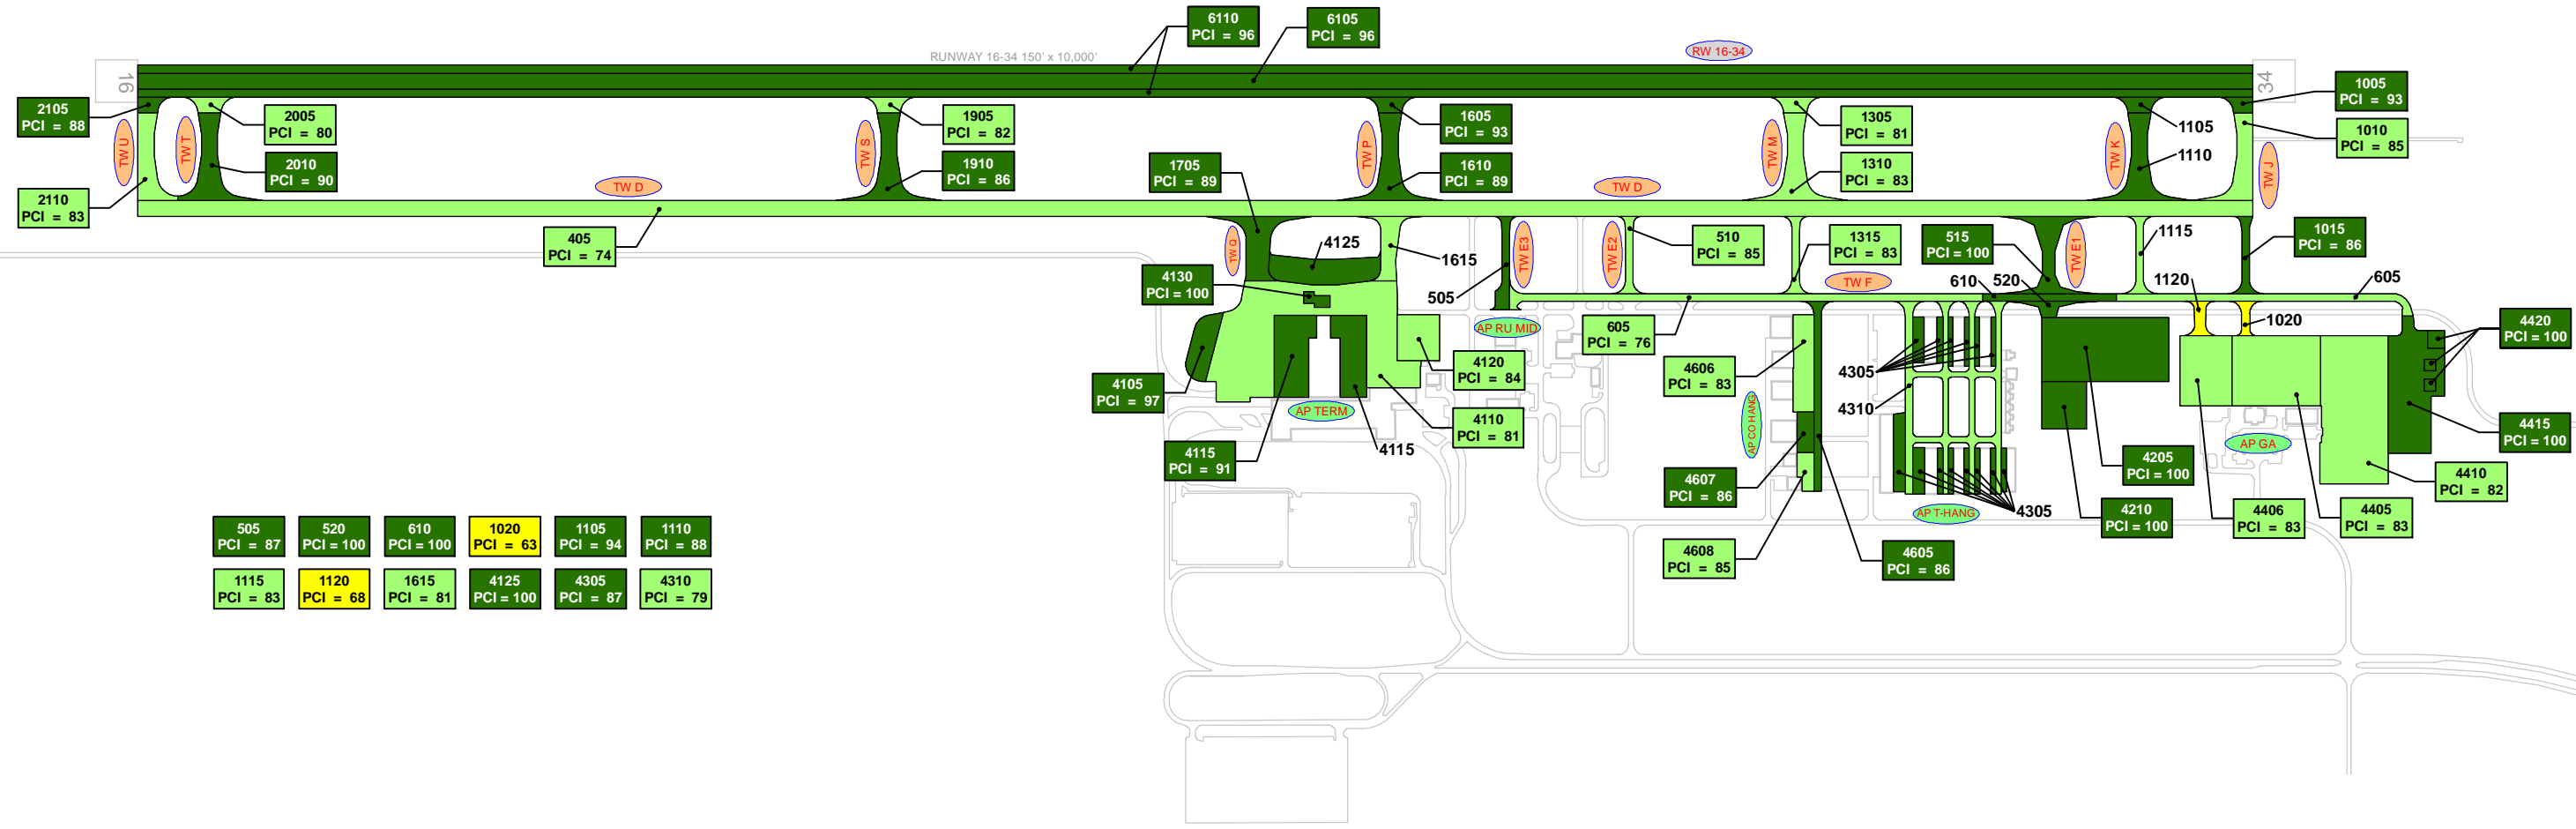 6110
PCI = 96
6105
PCI = 96
RUNWAY 16-34 150' x 10,000'
RW 16-34
16
34
2105
PCI = 88
2005
PCI = 80
1905
PCI = 82
1605
PCI = 93
1305
PCI = 81
1105
1005
PCI = 93
TW U
TW T
2010
PCI = 90
TW S
1910
PCI = 86
1705
PCI = 89
TW P
1610
PCI = 89
TW M
1310
PCI = 83
TW K
1110
1010
PCI = 85
TW J
2110
PCI = 83
TW D
TW D
405
PCI = 74
TW Q
4125
1615
TW E3
TW E2
510
PCI = 85
1315
PCI = 83
515
PCI = 100
TW E1
1115
1015
PCI = 86
4130
PCI = 100
505
TW F
610
520
1120
605
AP RU MID
605
PCI = 76
1020
4420
PCI = 100
4105
PCI = 97
4120
PCI = 84
4606
PCI = 83
4305
4310
AP TERM
4110
PCI = 81
4115
PCI = 91
4115
AP CO HANG
AP GA
4415
PCI = 100
4607
PCI = 86
4205
PCI = 100
4410
PCI = 82
AP T-HANG
4305
4210
PCI = 100
4406
PCI = 83
4405
PCI = 83
4608
PCI = 85
4605
PCI = 86
505
PCI = 87
520
PCI = 100
610
PCI = 100
1020
PCI = 63
1105
PCI = 94
1110
PCI = 88
1115
PCI = 83
1120
PCI = 68
1615
PCI = 81
4125
PCI = 100
4305
PCI = 87
4310
PCI = 79